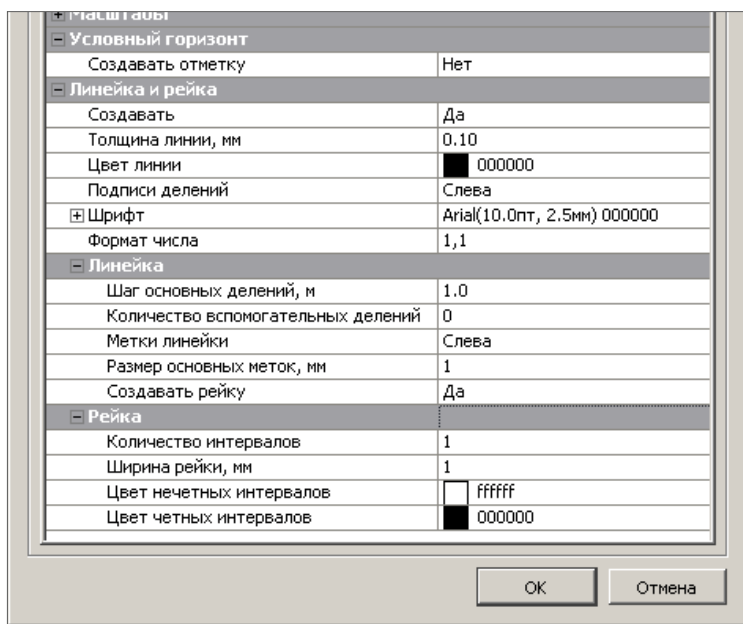 Масштабы
Условный горизонт
Создавать отметку Нет
Линейка и рейка
Создавать Да
Толщина линии, мм 0.10
Цвет линии 000000
Подписи делений Слева
Шрифт Arial(10.0пт, 2.5мм) 000000
Формат числа 1,1
Линейка
Шаг основных делений, м 1.0
Количество вспомогательных делений 0
Метки линейки Слева
Размер основных меток, мм 1
Создавать рейку Да
Рейка
Количество интервалов 1
Ширина рейки, мм 1
Цвет нечетных интервалов ffffff
Цвет четных интервалов 000000
ОК Отмена